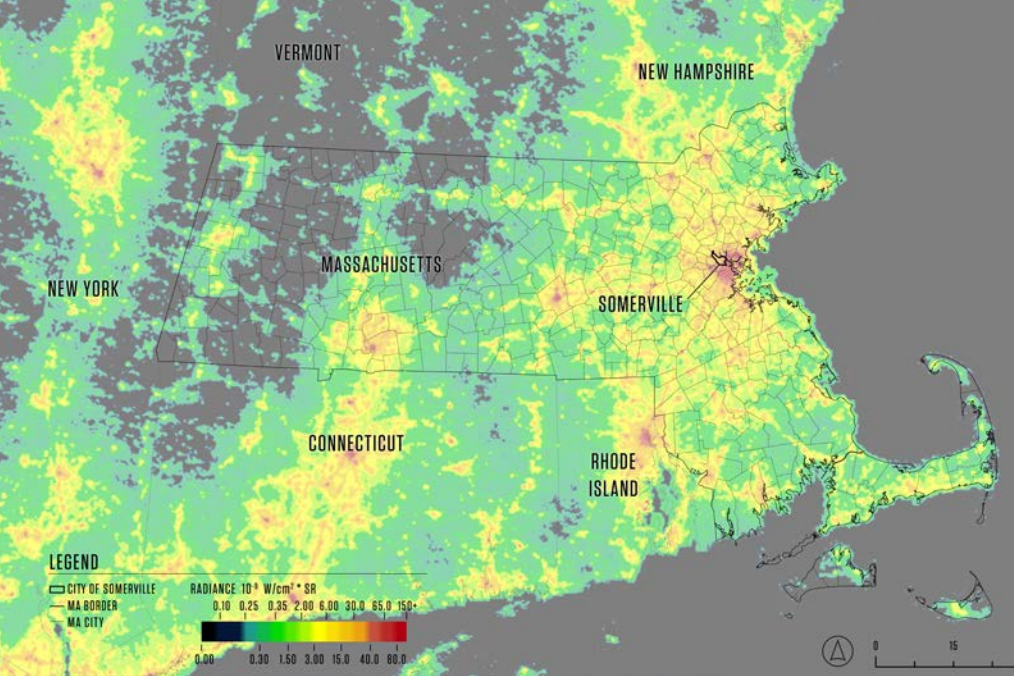 VERMONT
NEW HAMPSHIRE
MASSACHUSETTS
NEW YORK
SOMERVILLE
CONNECTICUT
RHODE
ISLAND
LEGEND
CITY OF SOMERVILLE
MA BORDER
MA CITY
RADIANCE 10⁻⁹ W/cm² * SR
0.10 0.25 0.35 2.00 6.00 30.0 65.0 150+
0.00 0.30 1.50 3.00 15.0 40.0 80.0
0 15